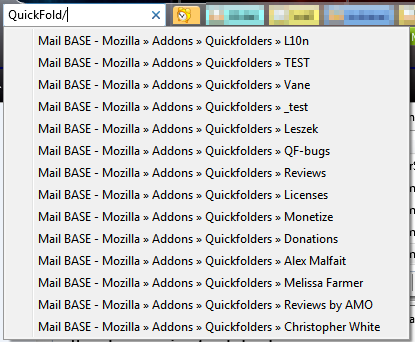 QuickFold/
Mail BASE - Mozilla » Addons » Quickfolders » L10n
Mail BASE - Mozilla » Addons » Quickfolders » TEST
Mail BASE - Mozilla » Addons » Quickfolders » Vane
Mail BASE - Mozilla » Addons » Quickfolders » _test
Mail BASE - Mozilla » Addons » Quickfolders » Leszek
Mail BASE - Mozilla » Addons » Quickfolders » QF-bugs
Mail BASE - Mozilla » Addons » Quickfolders » Reviews
Mail BASE - Mozilla » Addons » Quickfolders » Licenses
Mail BASE - Mozilla » Addons » Quickfolders » Monetize
Mail BASE - Mozilla » Addons » Quickfolders » Donations
Mail BASE - Mozilla » Addons » Quickfolders » Alex Malfait
Mail BASE - Mozilla » Addons » Quickfolders » Melissa Farmer
Mail BASE - Mozilla » Addons » Quickfolders » Reviews by AMO
Mail BASE - Mozilla » Addons » Quickfolders » Christopher White